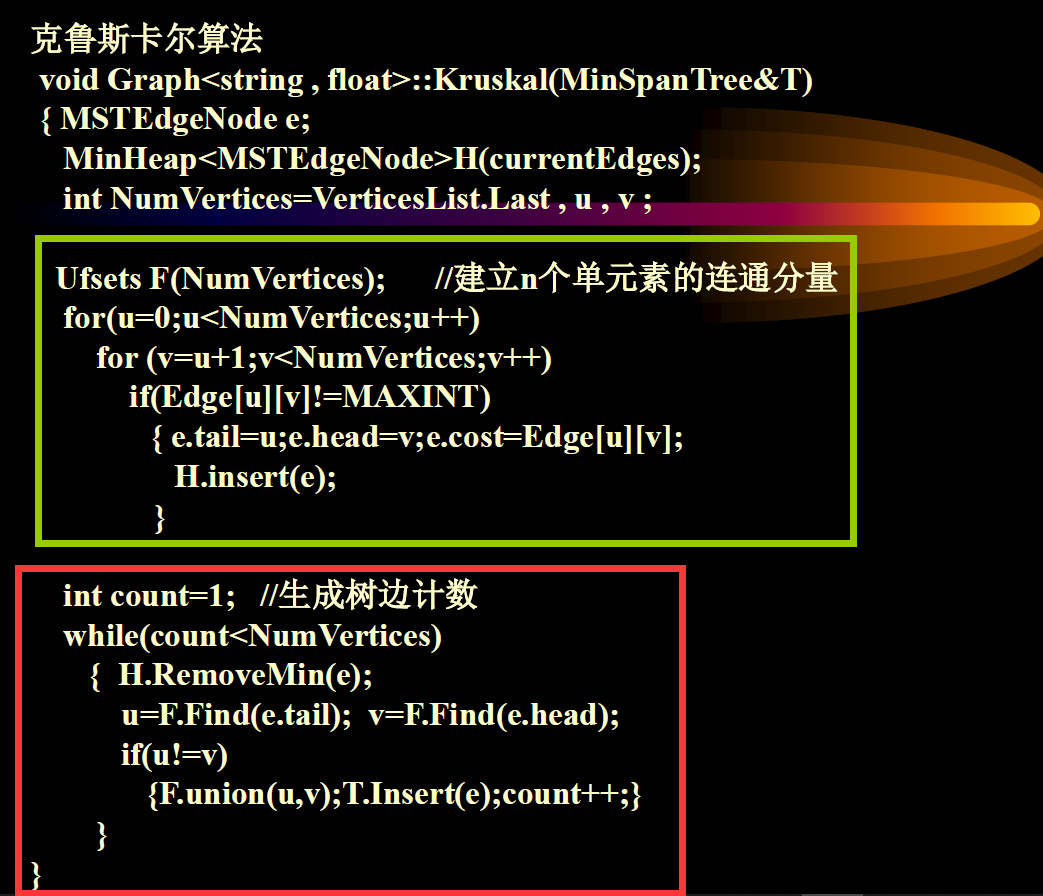 克鲁斯卡尔算法
void Graph<string , float>::Kruskal(MinSpanTree&T)
{ MSTEdgeNode e;
MinHeap<MSTEdgeNode>H(currentEdges);
int NumVertices=VerticesList.Last , u , v ;
Ufsets F(NumVertices); //建立n个单元素的连通分量
for(u=0;u<NumVertices;u++)
for (v=u+1;v<NumVertices;v++)
if(Edge[u][v]!=MAXINT)
{ e.tail=u;e.head=v;e.cost=Edge[u][v];
H.insert(e);
}
int count=1; //生成树边计数
while(count<NumVertices)
{ H.RemoveMin(e);
u=F.Find(e.tail); v=F.Find(e.head);
if(u!=v)
{F.union(u,v);T.Insert(e);count++;}
}
}